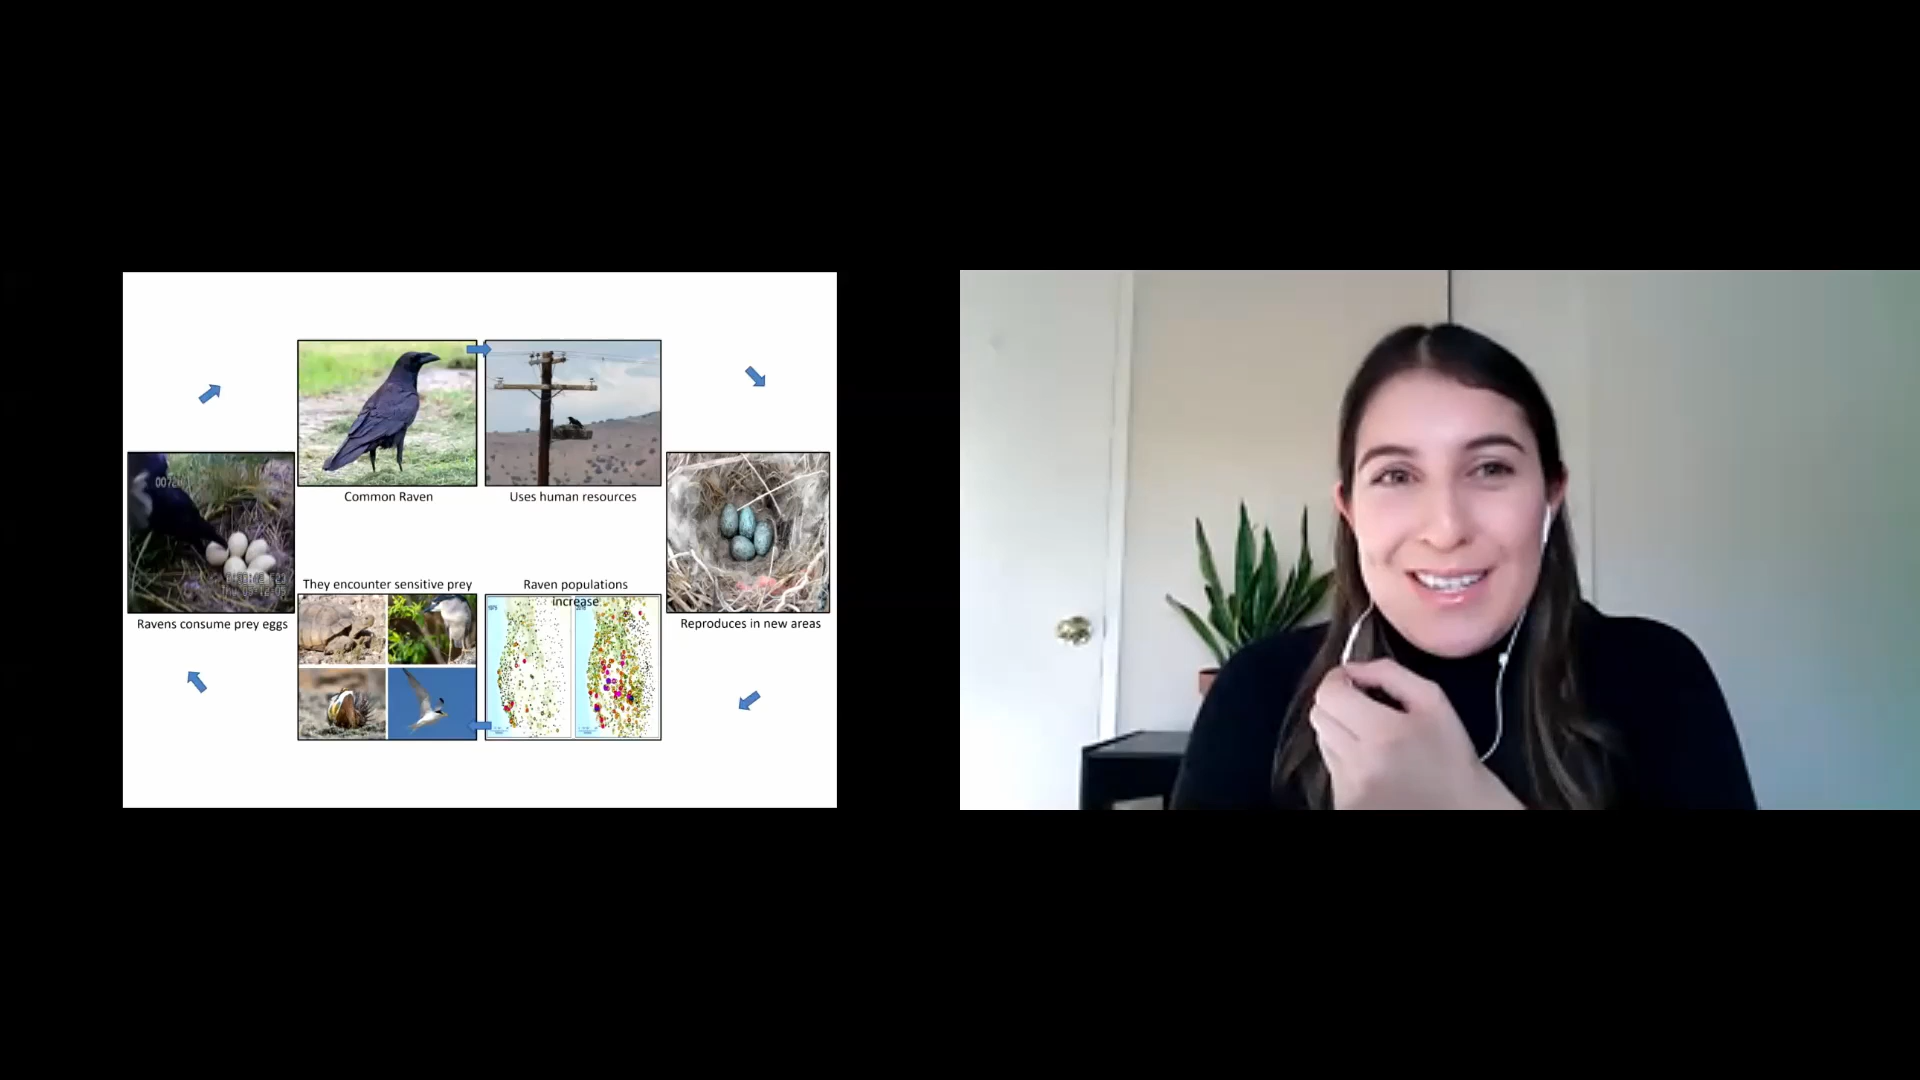 Common Raven
Uses human resources
Ravens consume prey eggs
Reproduces in new areas
They encounter sensitive prey
Raven populations
increase